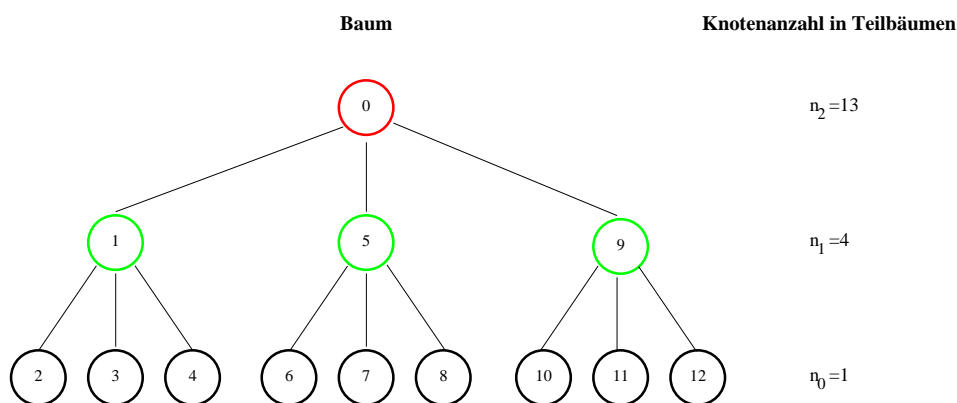 Baum Knotenanzahl in Teilbäumen
0 n2=13
1 5 9 n1=4
2 3 4 6 7 8 10 11 12 n0=1